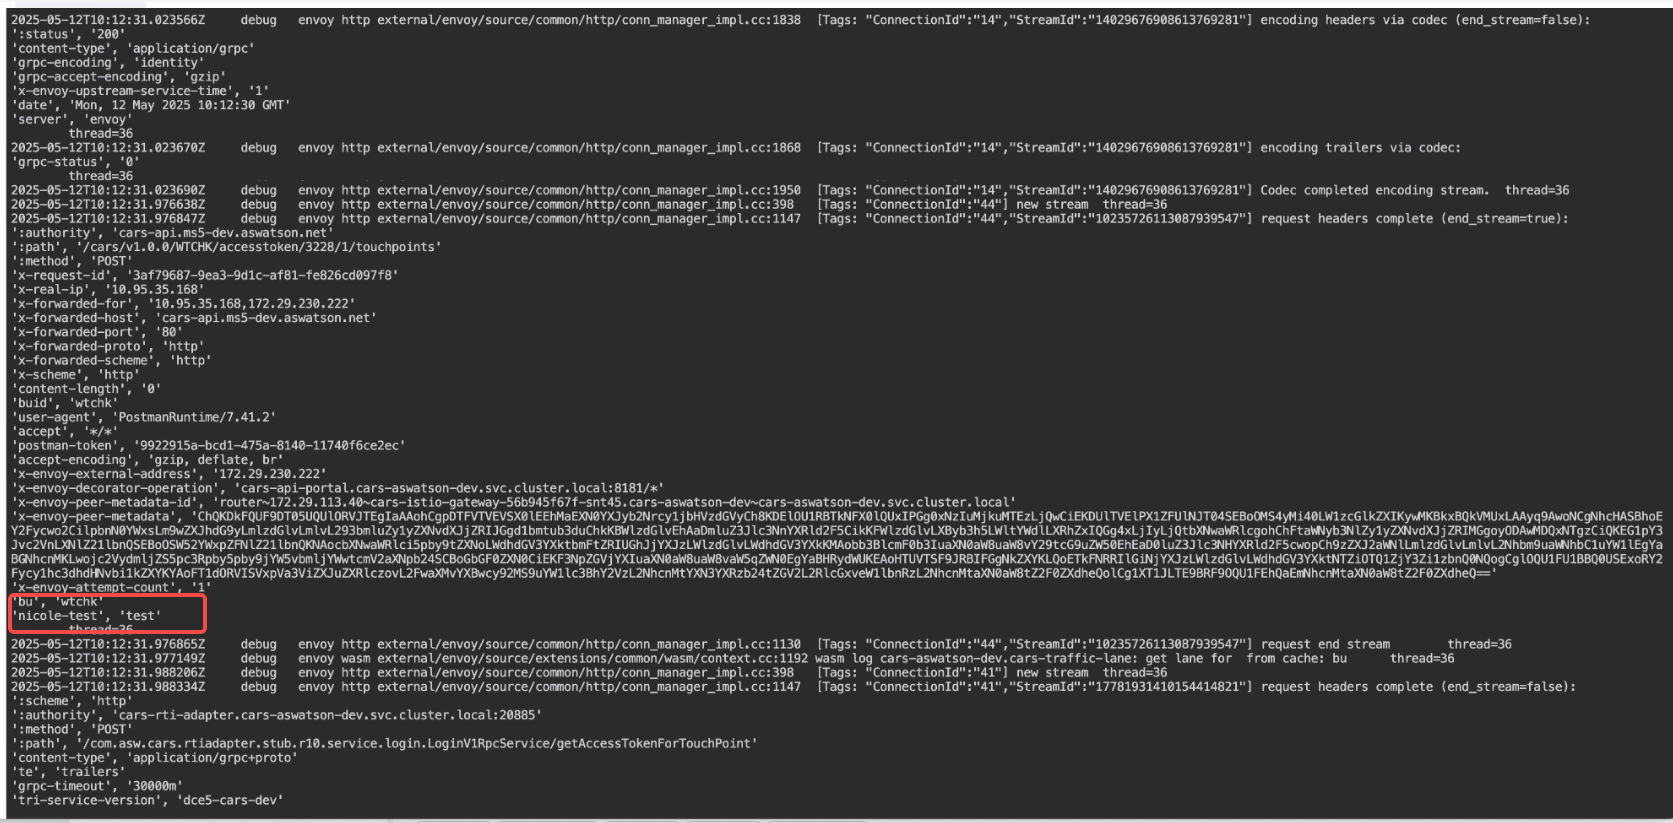 2025-05-12T10:12:31.023566Z debug envoy http external/envoy/source/common/http/conn_manager_impl.cc:1838 [Tags: "ConnectionId":"14","StreamId":"14029676908613769281"] encoding headers via codec (end_stream=false):
':status', '200'
'content-type', 'application/grpc'
'grpc-encoding', 'identity'
'grpc-accept-encoding', 'gzip'
'x-envoy-upstream-service-time', '1'
'date', 'Mon, 12 May 2025 10:12:30 GMT'
'server', 'envoy'
thread=36
2025-05-12T10:12:31.023670Z debug envoy http external/envoy/source/common/http/conn_manager_impl.cc:1868 [Tags: "ConnectionId":"14","StreamId":"14029676908613769281"] encoding trailers via codec:
'grpc-status', '0'
thread=36
2025-05-12T10:12:31.023690Z debug envoy http external/envoy/source/common/http/conn_manager_impl.cc:1950 [Tags: "ConnectionId":"14","StreamId":"14029676908613769281"] Codec completed encoding stream. thread=36
2025-05-12T10:12:31.976638Z debug envoy http external/envoy/source/common/http/conn_manager_impl.cc:398 [Tags: "ConnectionId":"44"] new stream thread=36
2025-05-12T10:12:31.976847Z debug envoy http external/envoy/source/common/http/conn_manager_impl.cc:1147 [Tags: "ConnectionId":"44","StreamId":"10235726113087939547"] request headers complete (end_stream=true):
':authority', 'cars-api.ms5-dev.aswatson.net'
':path', '/cars/v1.0.0/WTCHK/accesstoken/3228/1/touchpoints'
':method', 'POST'
'x-request-id', '3af79687-9ea3-9d1c-af81-fe826cd097f8'
'x-real-ip', '10.95.35.168'
'x-forwarded-for', '10.95.35.168,172.29.230.222'
'x-forwarded-host', 'cars-api.ms5-dev.aswatson.net'
'x-forwarded-port', '80'
'x-forwarded-proto', 'http'
'x-forwarded-scheme', 'http'
'x-scheme', 'http'
'content-length', '0'
'buid', 'wtchk'
'user-agent', 'PostmanRuntime/7.41.2'
'accept', '*/*'
'postman-token', '9922915a-bcd1-475a-8140-11740f6ce2ec'
'accept-encoding', 'gzip, deflate, br'
'x-envoy-external-address', '172.29.230.222'
'x-envoy-decorator-operation', 'cars-api-portal.cars-aswatson-dev.svc.cluster.local:8181/*'
'x-envoy-peer-metadata-id', 'router~172.29.113.40~cars-istio-gateway-56b945f67f-snt45.cars-aswatson-dev~cars-aswatson-dev.svc.cluster.local'
'x-envoy-peer-metadata',
'x-envoy-attempt-count', '1'
'bu', 'wtchk'
'nicole-test', 'test'
thread=36
2025-05-12T10:12:31.976865Z debug envoy http external/envoy/source/common/http/conn_manager_impl.cc:1130 [Tags: "ConnectionId":"44","StreamId":"10235726113087939547"] request end stream thread=36
2025-05-12T10:12:31.977149Z debug envoy wasm external/envoy/source/extensions/common/wasm/context.cc:1192 wasm log cars-aswatson-dev.cars-traffic-lane: get lane for from cache: bu thread=36
2025-05-12T10:12:31.988206Z debug envoy http external/envoy/source/common/http/conn_manager_impl.cc:398 [Tags: "ConnectionId":"41"] new stream thread=36
2025-05-12T10:12:31.988334Z debug envoy http external/envoy/source/common/http/conn_manager_impl.cc:1147 [Tags: "ConnectionId":"41","StreamId":"17781931410154414821"] request headers complete (end_stream=false):
':scheme', 'http'
':authority', 'cars-rti-adapter.cars-aswatson-dev.svc.cluster.local:20885'
':method', 'POST'
':path', '/com.asw.cars.rtiadapter.stub.r10.service.login.LoginV1RpcService/getAccessTokenForTouchPoint'
'content-type', 'application/grpc+proto'
'te', 'trailers'
'grpc-timeout', '30000m'
'tri-service-version', 'dce5-cars-dev'